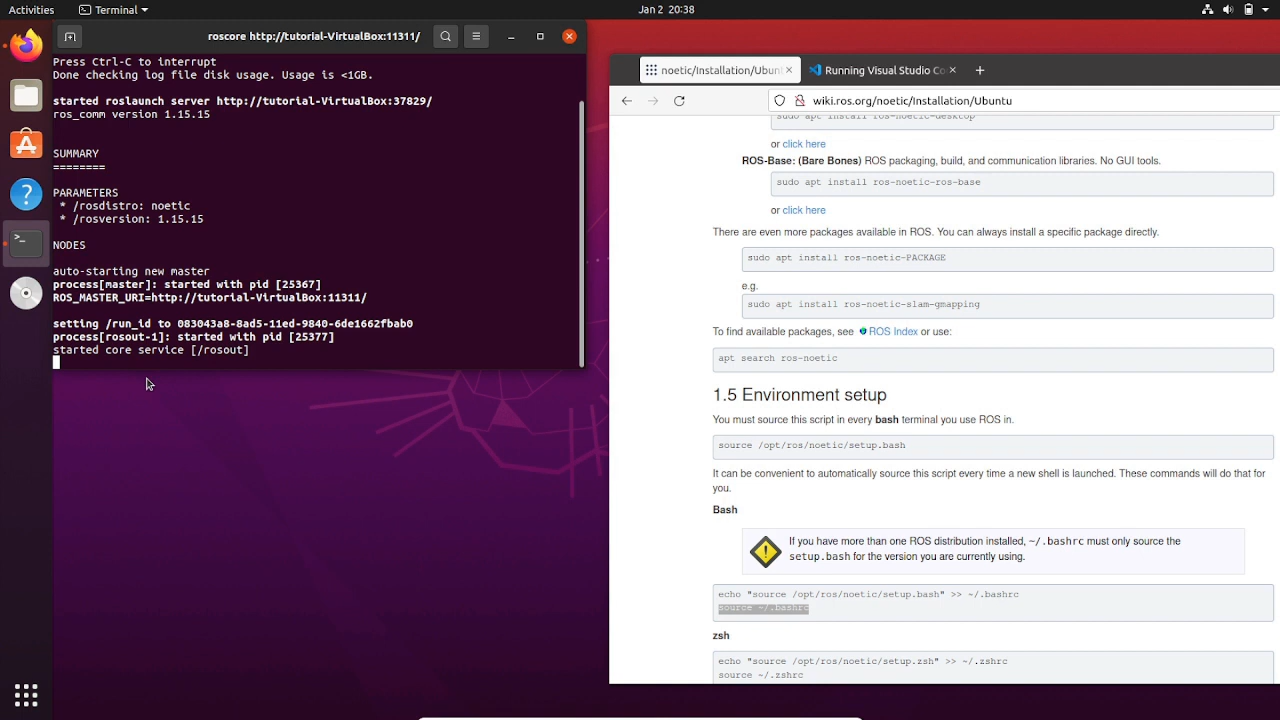 Activities
Terminal
Jan 2 20:38
roscore http://tutorial-VirtualBox:11311/
Press Ctrl-C to interrupt
Done checking log file disk usage. Usage is <1GB.
started roslaunch server http://tutorial-VirtualBox:37829/
ros_comm version 1.15.15
SUMMARY
========
PARAMETERS
* /rosdistro: noetic
* /rosversion: 1.15.15
NODES
auto-starting new master
process[master]: started with pid [25367]
ROS_MASTER_URI=http://tutorial-VirtualBox:11311/
setting /run_id to 083043a8-8ad5-11ed-9840-6de1662fbab0
process[rosout-1]: started with pid [25377]
started core service [/rosout]
noetic/Installation/Ubunt
Running Visual Studio Co
wiki.ros.org/noetic/Installation/Ubuntu
sudo apt install ros-noetic-desktop
or click here
ROS-Base: (Bare Bones) ROS packaging, build, and communication libraries. No GUI tools.
sudo apt install ros-noetic-ros-base
or click here
There are even more packages available in ROS. You can always install a specific package directly.
sudo apt install ros-noetic-PACKAGE
e.g.
sudo apt install ros-noetic-slam-gmapping
To find available packages, see ROS Index or use:
apt search ros-noetic
1.5 Environment setup
You must source this script in every bash terminal you use ROS in.
source /opt/ros/noetic/setup.bash
It can be convenient to automatically source this script every time a new shell is launched. These commands will do that for
you.
Bash
If you have more than one ROS distribution installed, ~/.bashrc must only source the
setup.bash for the version you are currently using.
echo "source /opt/ros/noetic/setup.bash" >> ~/.bashrc
source ~/.bashrc
zsh
echo "source /opt/ros/noetic/setup.zsh" >> ~/.zshrc
source ~/.zshrc